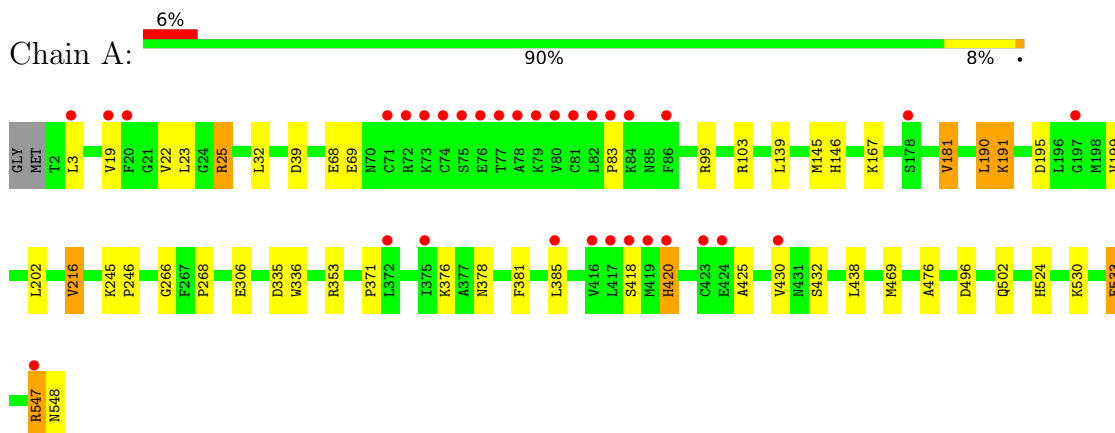 6%
Chain A:
90% 8% •
GLY MET T2 L3 V19 F20 G21 V22 L23 G24 R25 L32 D39 E68 E69 N70 C71 R72 K73 C74 S75 E76 T77 A78 K79 V80 C81 L82 P83 K84 N85 F86 R99 R103 L139 M145 H146 K167 S178 V181 L190 K191 D195 L196 G197 M198 V199
L202 V216 K245 P246 G266 F267 P268 E306 D335 W336 R353 P371 L372 I375 K376 A377 N378 F381 L385 V416 L417 S418 M419 H420 C423 E424 A425 V430 N431 S432 L438 M469 A476 D496 Q502 H524 K530
R547 N548